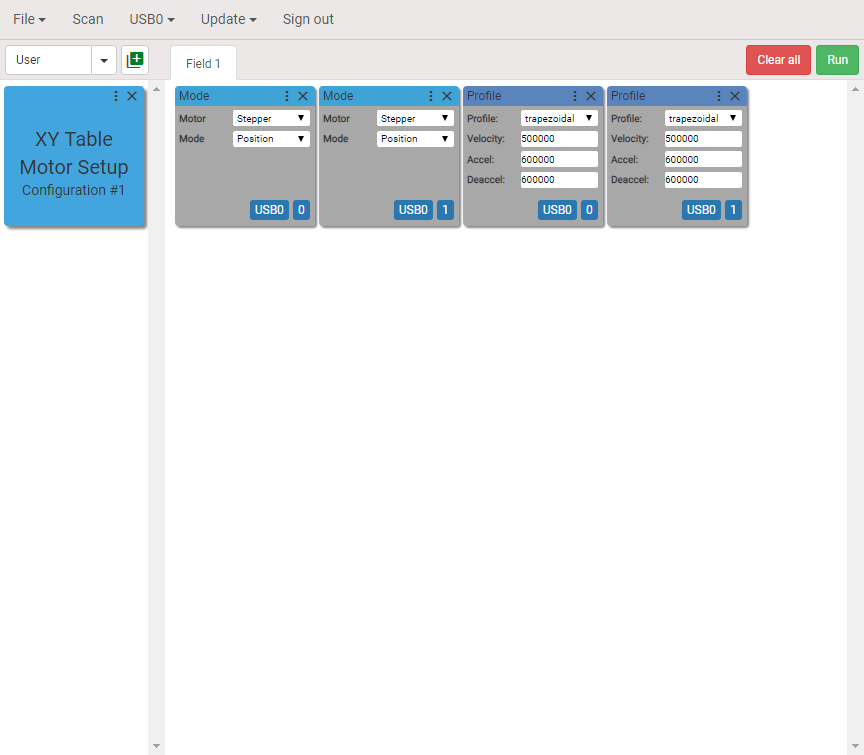 File Scan USB0 Update Sign out
User Field 1 Clear all Run
XY Table
Motor Setup
Configuration #1
Mode
Motor Stepper
Mode Position
USB0 0
Mode
Motor Stepper
Mode Position
USB0 1
Profile
Profile: trapezoidal
Velocity: 500000
Accel: 600000
Deaccel: 600000
USB0 0
Profile
Profile: trapezoidal
Velocity: 500000
Accel: 600000
Deaccel: 600000
USB0 1